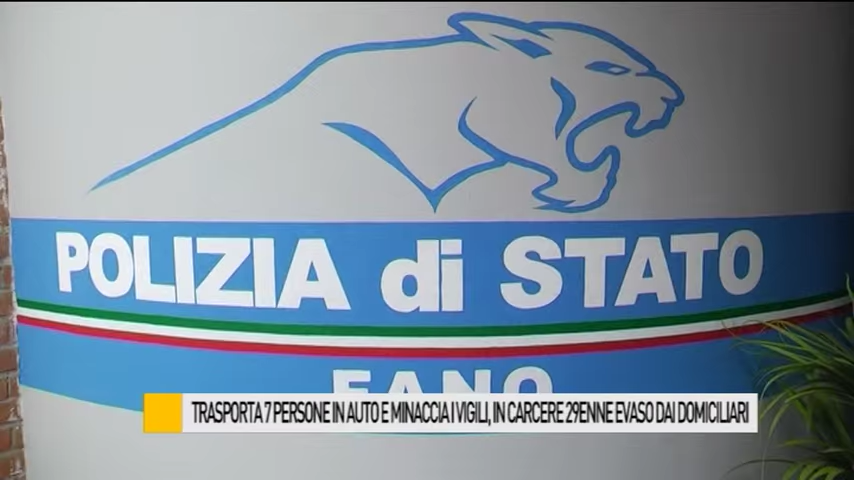 POLIZIA di STATO
FANO
TRASPORTA 7 PERSONE IN AUTO E MINACCIA I VIGILI, IN CARCERE 29ENNE EVASO DAI DOMICILIARI